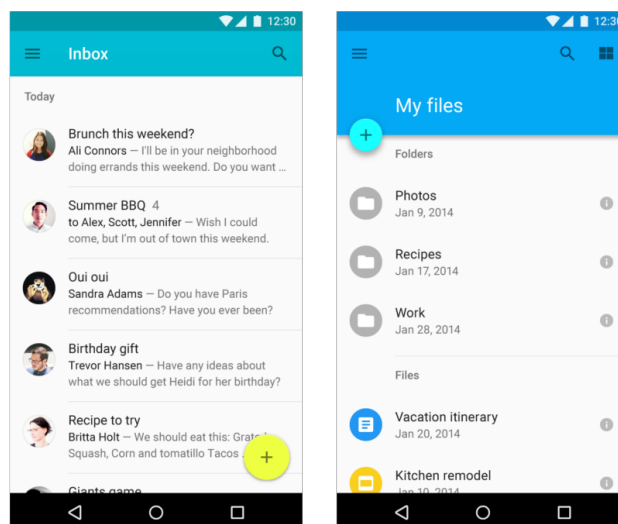 12:30
Inbox
Today
Brunch this weekend?
Ali Connors — I'll be in your neighborhood
doing errands this weekend. Do you want ...
Summer BBQ 4
to Alex, Scott, Jennifer — Wish I could
come, but I'm out of town this weekend.
Oui oui
Sandra Adams — Do you have Paris
recommendations? Have you ever been?
Birthday gift
Trevor Hansen — Have any ideas about
what we should get Heidi for her birthday?
Recipe to try
Britta Holt — We should eat this:
Squash, Corn and tomatillo Tacos
Giants game
12:30
My files
Folders
Photos
Jan 9, 2014
Recipes
Jan 17, 2014
Work
Jan 28, 2014
Files
Vacation itinerary
Jan 20, 2014
Kitchen remodel
Jan 10, 2014